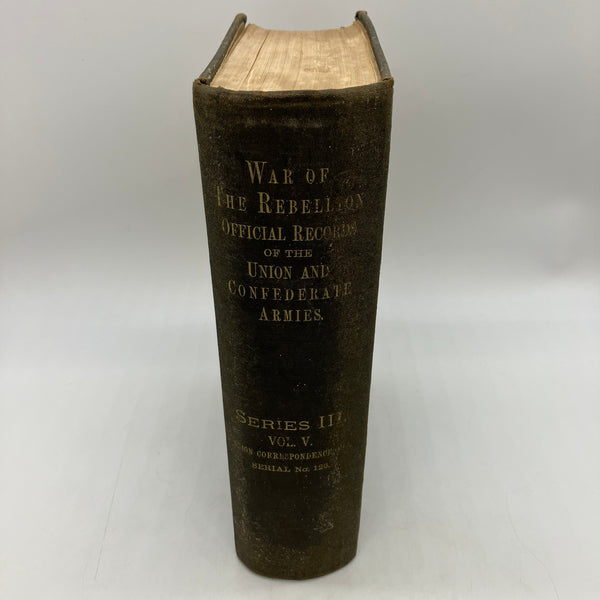 WAR OF
THE REBELLION
OFFICIAL RECORDS
OF THE
UNION AND
CONFEDERATE
ARMIES.
SERIES III.
VOL. V.
CORRESPONDENCE,
SERIAL No.